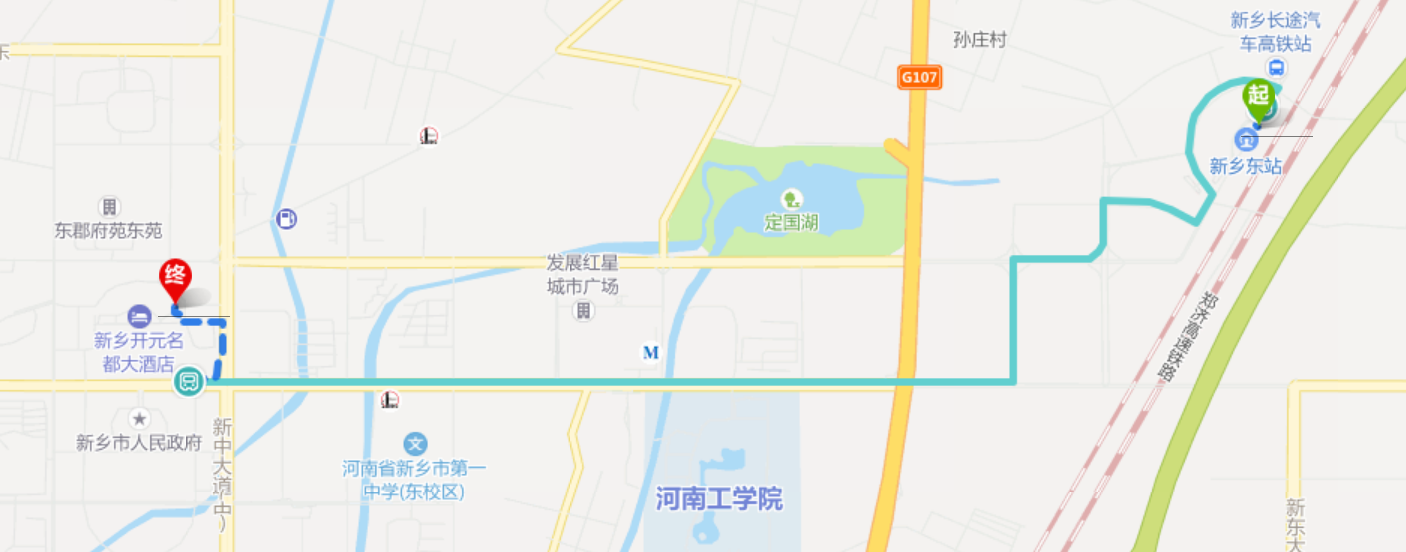 新乡长途汽
车高铁站
孙庄村
东
G107
起
新乡东站
定国湖
东郡府苑东苑
终
发展红星
城市广场
新乡开元名
都大酒店
M
郑济高速铁路
新乡市人民政府
新中大道(中)
文
河南省新乡市第一
中学(东校区)
河南工学院
新东大